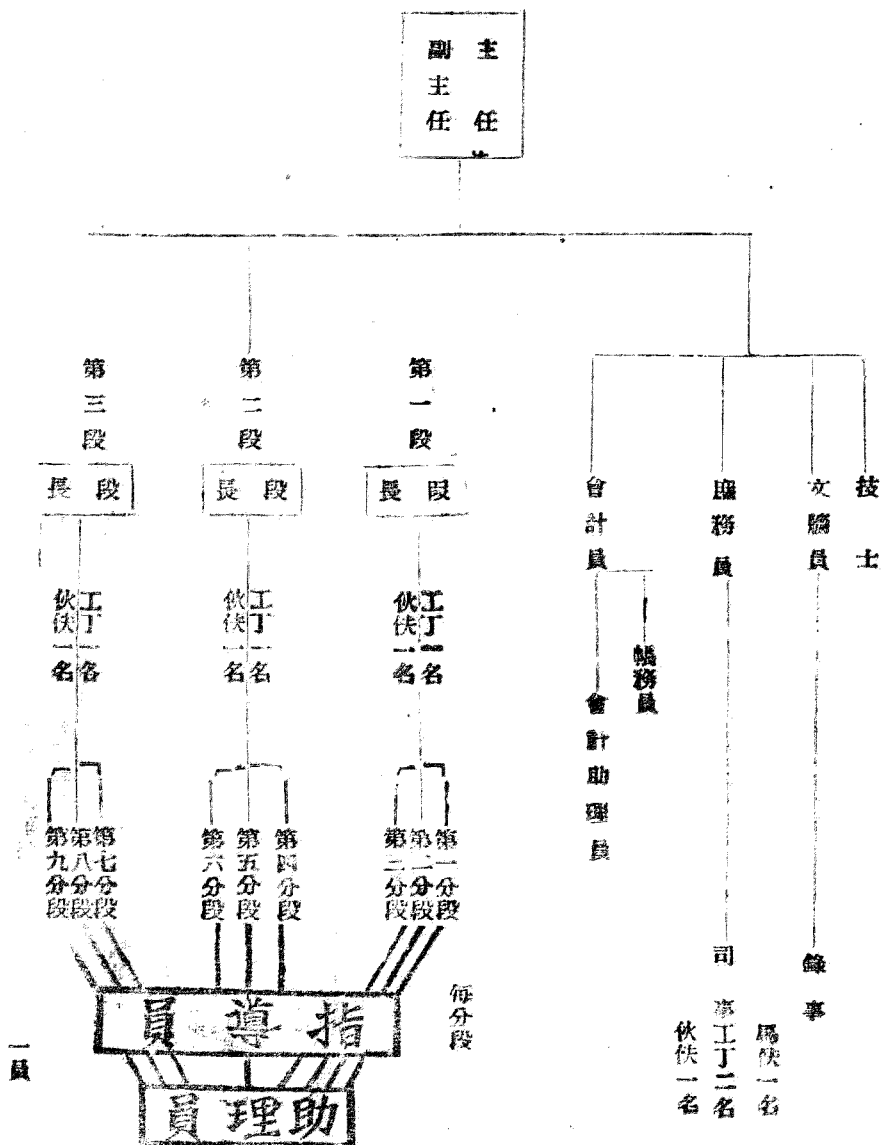 主任
副主任
技士
文牘員
庶務員
會計員
帳務員
會計助理員
錄事
司事
馬伕一名
工丁二名
伙伕一名
第一段
段長
工丁一名
伙伕一名
第二段
段長
工丁一名
伙伕一名
第三段
段長
工丁一名
伙伕一名
第一分段
第二分段
第三分段
第四分段
第五分段
第六分段
第七分段
第八分段
第九分段
每分段
指導員
助理員
一員